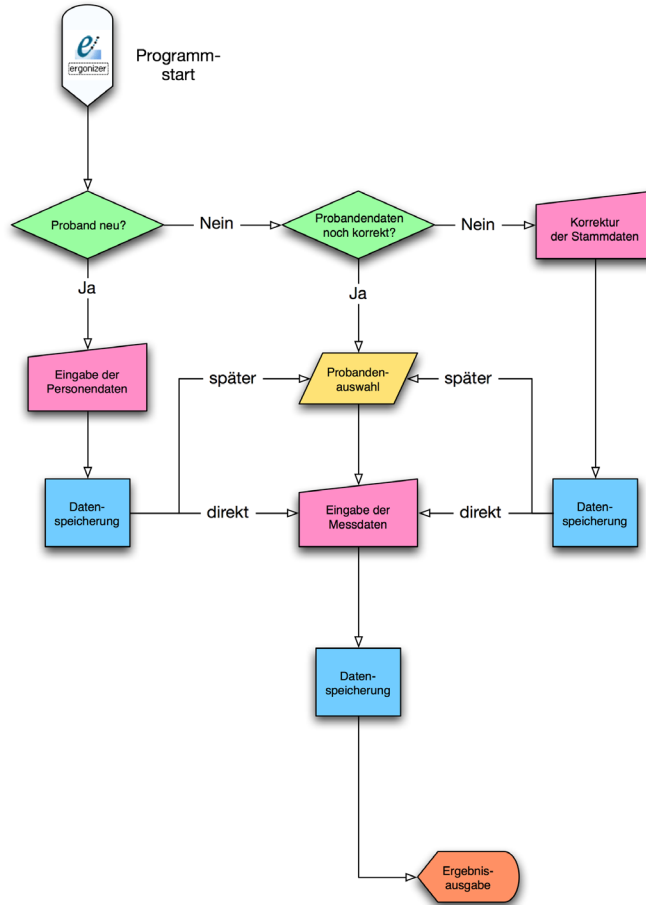 e
ergonizer
Programm-
start
Proband neu?
Nein
Probandendaten
noch korrekt?
Nein
Korrektur
der Stammdaten
Ja
Ja
Eingabe der
Personendaten
später
Probanden-
auswahl
später
Daten-
speicherung
direkt
Eingabe der
Messdaten
direkt
Daten-
speicherung
Daten-
speicherung
Ergebnis-
ausgabe